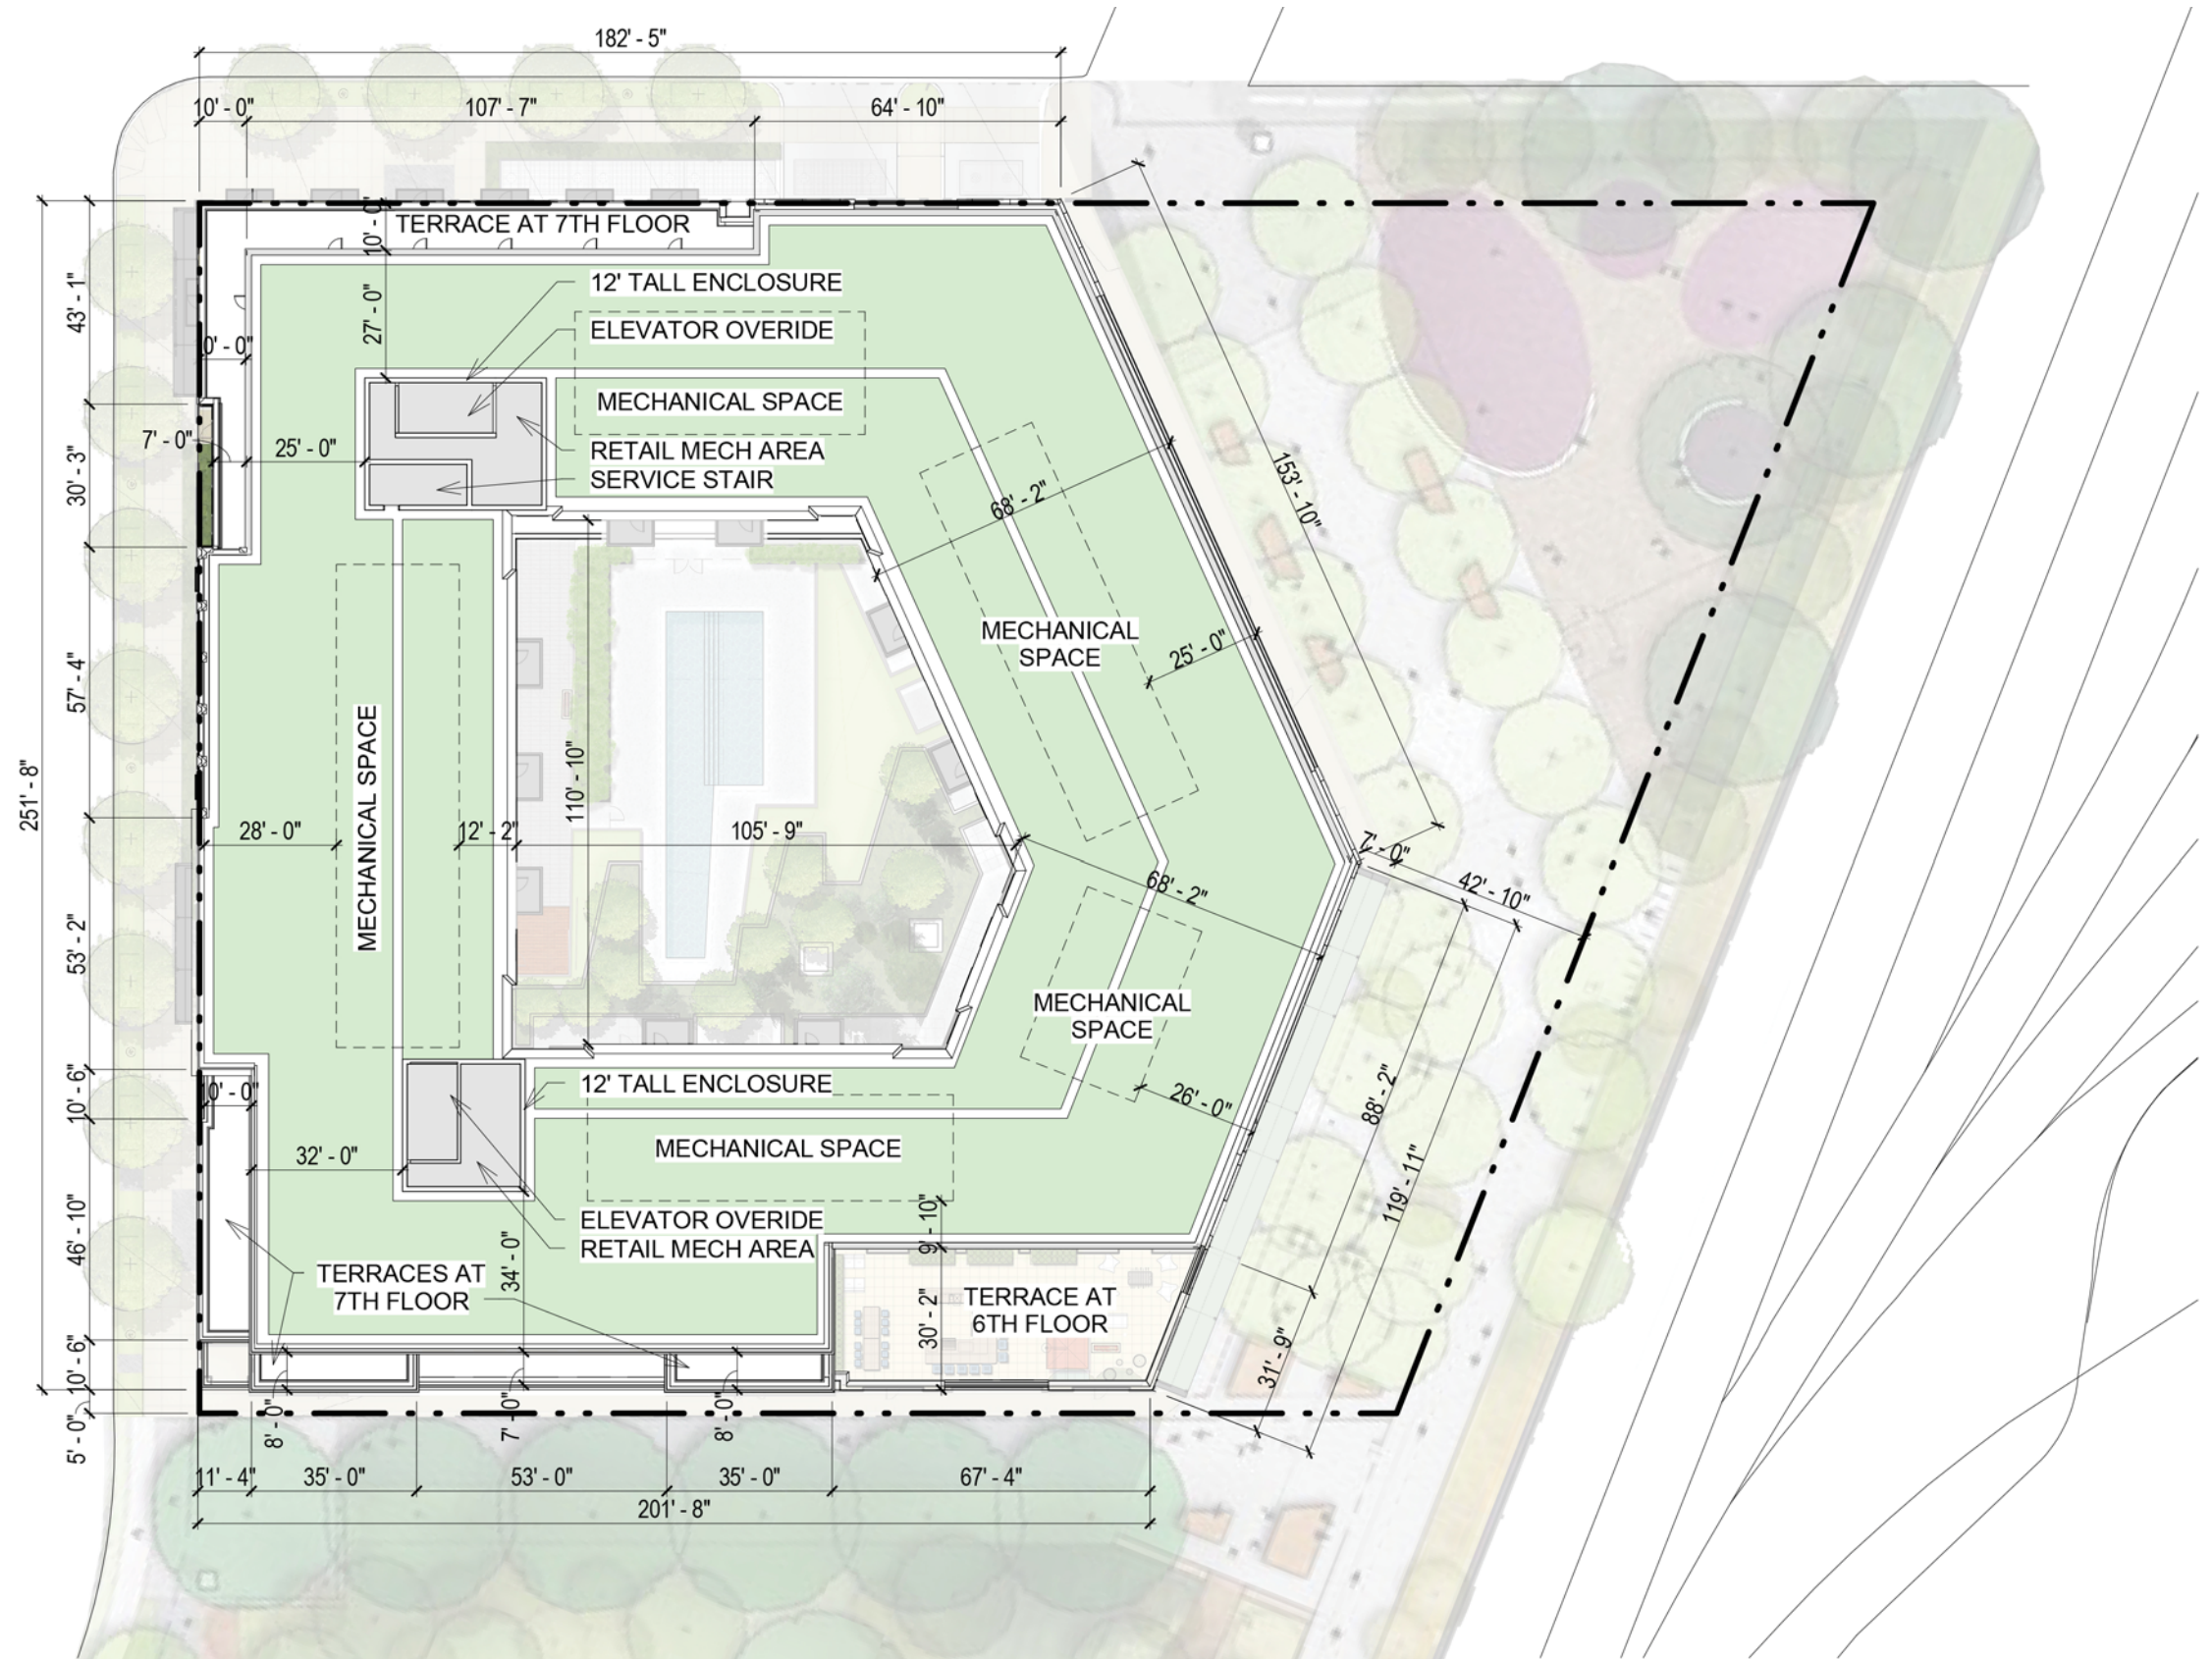 182' - 5"
10' - 0"
107' - 7"
64' - 10"
TERRACE AT 7TH FLOOR
10' - 0"
43' - 1"
27' - 0"
12' TALL ENCLOSURE
ELEVATOR OVERIDE
0' - 0"
MECHANICAL SPACE
7' - 0"
25' - 0"
30' - 3"
RETAIL MECH AREA
SERVICE STAIR
68' - 2"
153' - 10"
MECHANICAL
SPACE
25' - 0"
57' - 4"
MECHANICAL SPACE
110' - 10"
251' - 8"
28' - 0"
12' - 2"
105' - 9"
7' - 0"
42' - 10"
68' - 2"
53' - 2"
MECHANICAL
SPACE
10' - 6"
0' - 0"
12' TALL ENCLOSURE
26' - 0"
88' - 2"
119' - 11"
MECHANICAL SPACE
32' - 0"
46' - 10"
ELEVATOR OVERIDE
RETAIL MECH AREA
9' - 10"
34' - 0"
TERRACES AT
7TH FLOOR
30' - 2"
TERRACE AT
6TH FLOOR
31' - 9"
10' - 6"
5' - 0"
8' - 0"
7' - 0"
8' - 0"
11' - 4"
35' - 0"
53' - 0"
35' - 0"
67' - 4"
201' - 8"